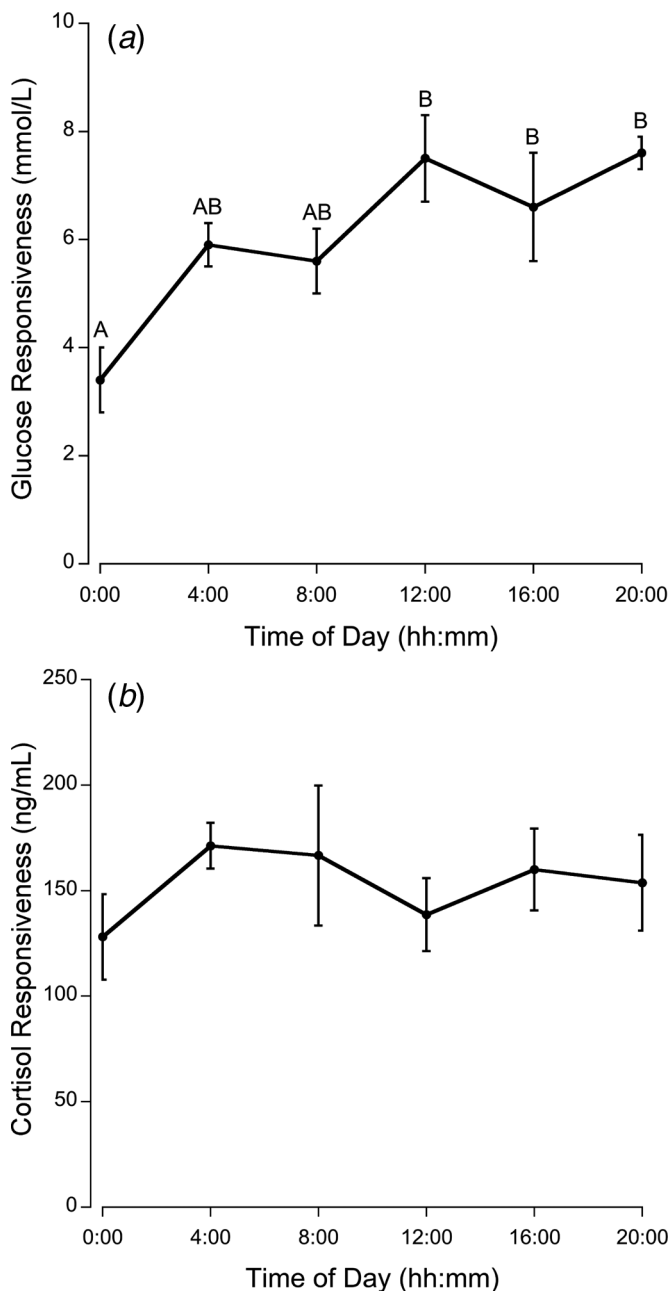 (a)
Glucose Responsiveness (mmol/L)
10
8
6
4
2
0
A
AB
AB
B
B
B
0:00 4:00 8:00 12:00 16:00 20:00
Time of Day (hh:mm)
(b)
Cortisol Responsiveness (ng/mL)
250
200
150
100
50
0
0:00 4:00 8:00 12:00 16:00 20:00
Time of Day (hh:mm)